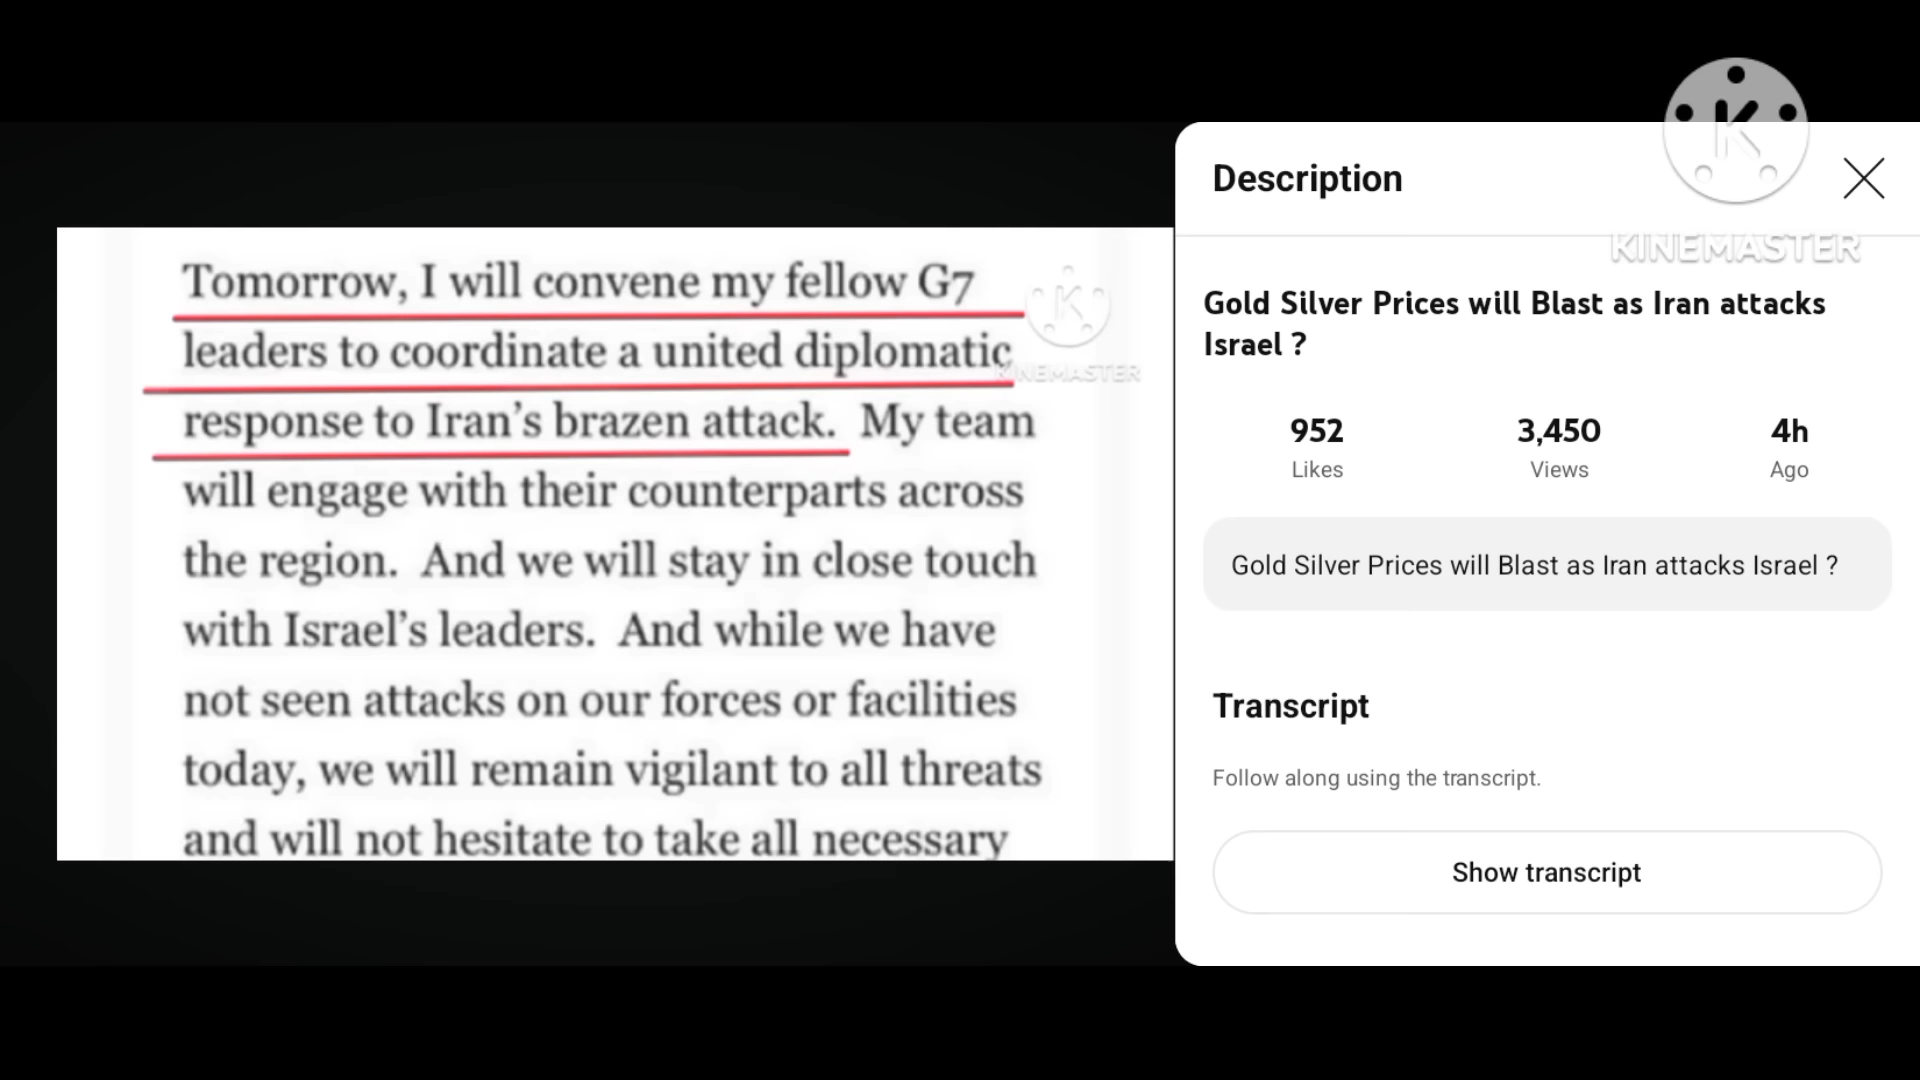 Tomorrow, I will convene my fellow G7
leaders to coordinate a united diplomatic
response to Iran’s brazen attack.  My team
will engage with their counterparts across
the region.  And we will stay in close touch
with Israel’s leaders.  And while we have
not seen attacks on our forces or facilities
today, we will remain vigilant to all threats
and will not hesitate to take all necessary
K
KINEMASTER
K
KINEMASTER
Description
Gold Silver Prices will Blast as Iran attacks
Israel ?
952
Likes
3,450
Views
4h
Ago
Gold Silver Prices will Blast as Iran attacks Israel ?
Transcript
Follow along using the transcript.
Show transcript